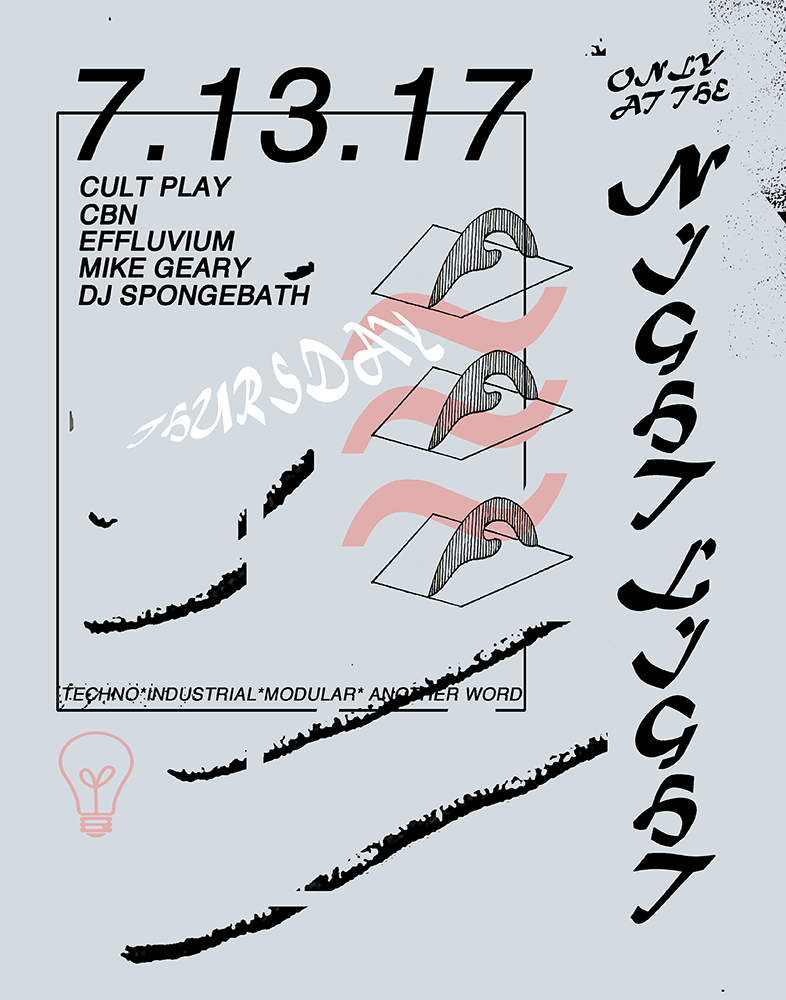 7.13.17
CULT PLAY
CBN
EFFLUVIUM
MIKE GEARY
DJ SPONGEBATH
THURSDAY
TECHNO*INDUSTRIAL*MODULAR* ANOTHER WORD
ONLY
AT THE
NIGHT LIGHT